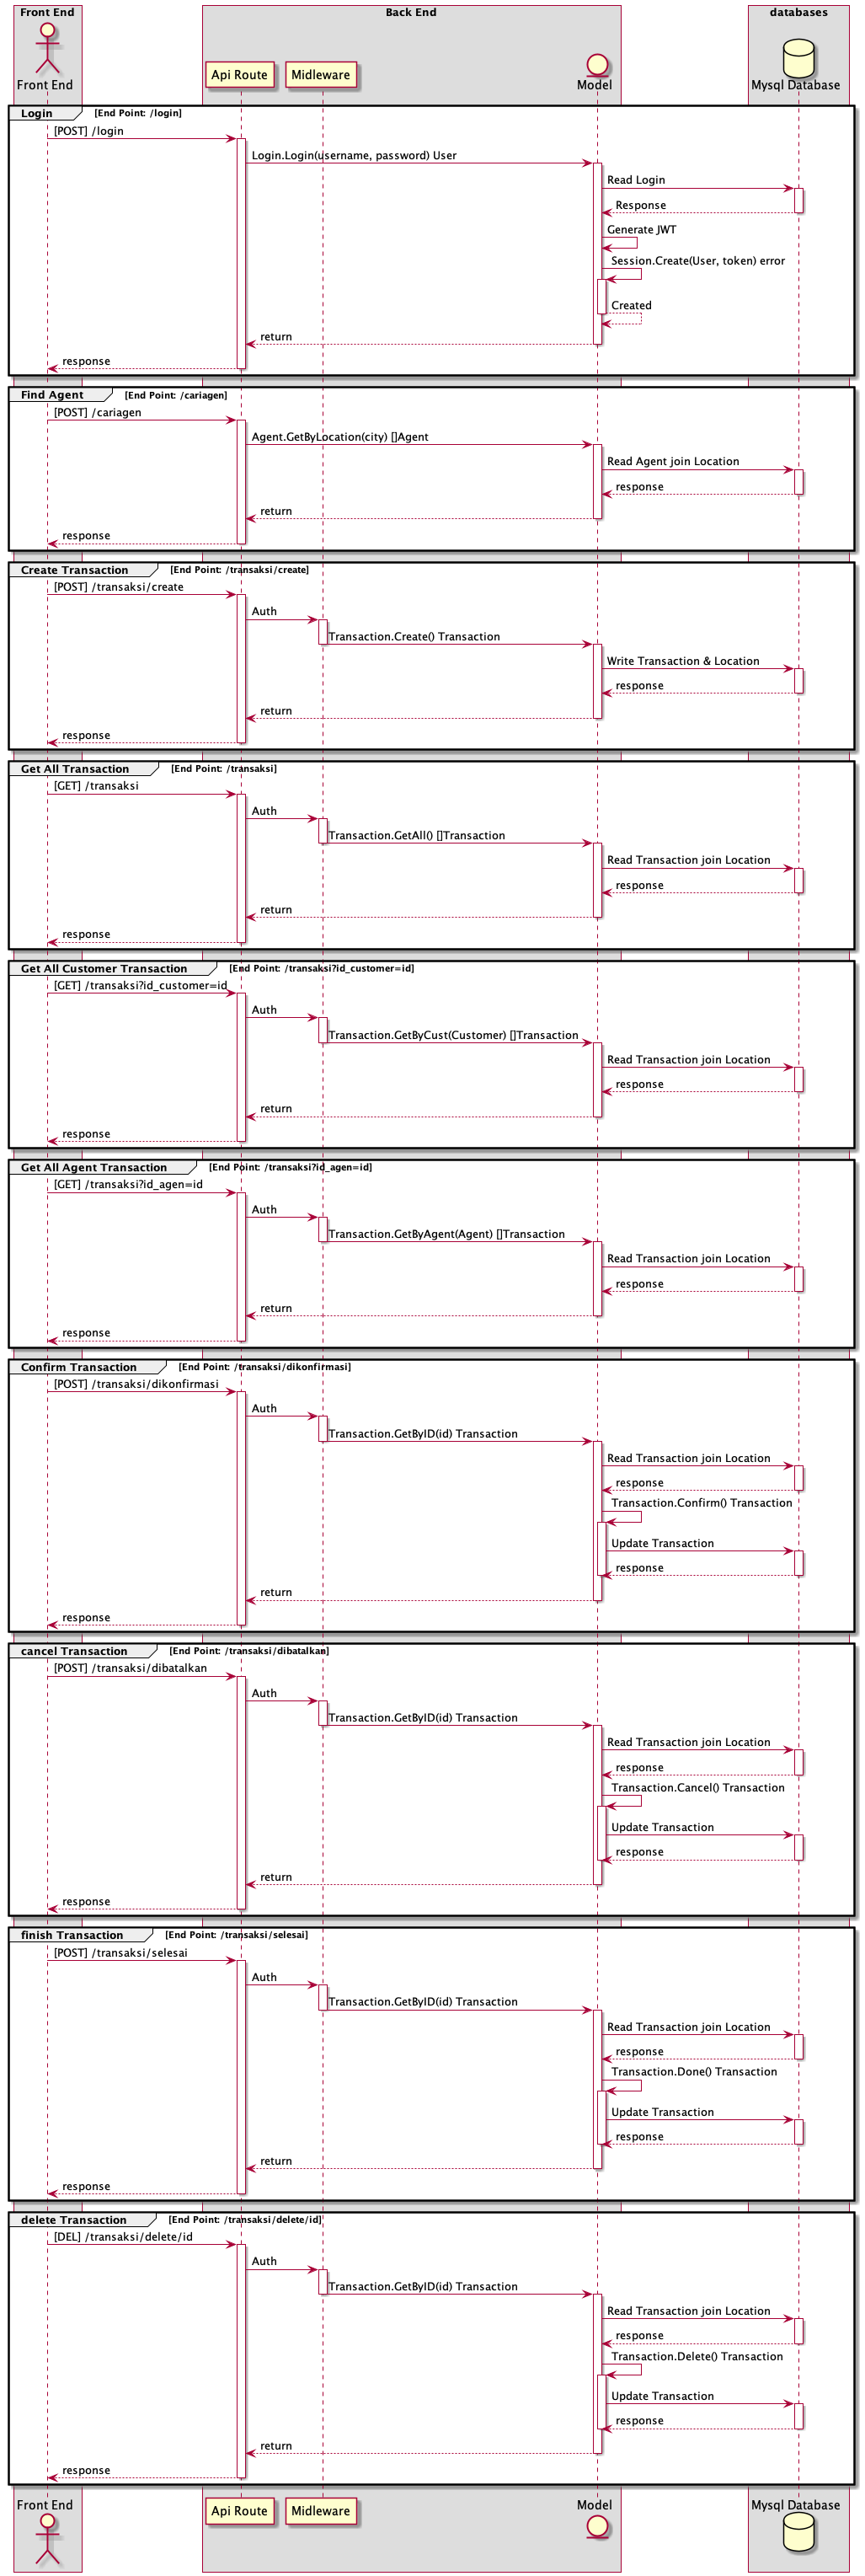 Front End
Back End
databases
Front End
Api Route
Midleware
Model
Mysql Database
Login [End Point: /login]
[POST] /login
Login.Login(username, password) User
Read Login
Response
Generate JWT
Session.Create(User, token) error
Created
return
response
Find Agent [End Point: /cariagen]
[POST] /cariagen
Agent.GetByLocation(city) []Agent
Read Agent join Location
response
return
response
Create Transaction [End Point: /transaksi/create]
[POST] /transaksi/create
Auth
Transaction.Create() Transaction
Write Transaction & Location
response
return
response
Get All Transaction [End Point: /transaksi]
[GET] /transaksi
Auth
Transaction.GetAll() []Transaction
Read Transaction join Location
response
return
response
Get All Customer Transaction [End Point: /transaksi?id_customer=id]
[GET] /transaksi?id_customer=id
Auth
Transaction.GetByCust(Customer) []Transaction
Read Transaction join Location
response
return
response
Get All Agent Transaction [End Point: /transaksi?id_agen=id]
[GET] /transaksi?id_agen=id
Auth
Transaction.GetByAgent(Agent) []Transaction
Read Transaction join Location
response
return
response
Confirm Transaction [End Point: /transaksi/dikonfirmasi]
[POST] /transaksi/dikonfirmasi
Auth
Transaction.GetByID(id) Transaction
Read Transaction join Location
response
Transaction.Confirm() Transaction
Update Transaction
response
return
response
cancel Transaction [End Point: /transaksi/dibatalkan]
[POST] /transaksi/dibatalkan
Auth
Transaction.GetByID(id) Transaction
Read Transaction join Location
response
Transaction.Cancel() Transaction
Update Transaction
response
return
response
finish Transaction [End Point: /transaksi/selesai]
[POST] /transaksi/selesai
Auth
Transaction.GetByID(id) Transaction
Read Transaction join Location
response
Transaction.Done() Transaction
Update Transaction
response
return
response
delete Transaction [End Point: /transaksi/delete/id]
[DEL] /transaksi/delete/id
Auth
Transaction.GetByID(id) Transaction
Read Transaction join Location
response
Transaction.Delete() Transaction
Update Transaction
response
return
response
Front End
Api Route
Midleware
Model
Mysql Database